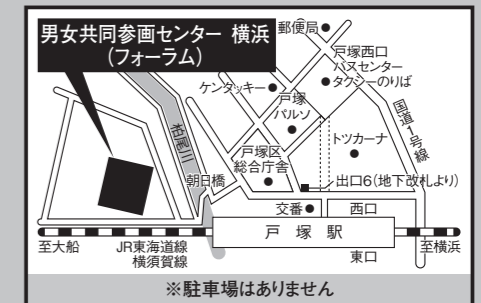 男女共同参画センター 横浜
(フォーラム)
郵便局
戸塚西口
バスセンター
タクシーのりば
ケンタッキー
戸塚
パルソ
国道1号線
柏尾川
トツカーナ
戸塚区
総合庁舎
朝日橋
出口6(地下改札より)
交番
西口
戸塚駅
至大船
JR東海道線
横須賀線
至横浜
東口
※駐車場はありません